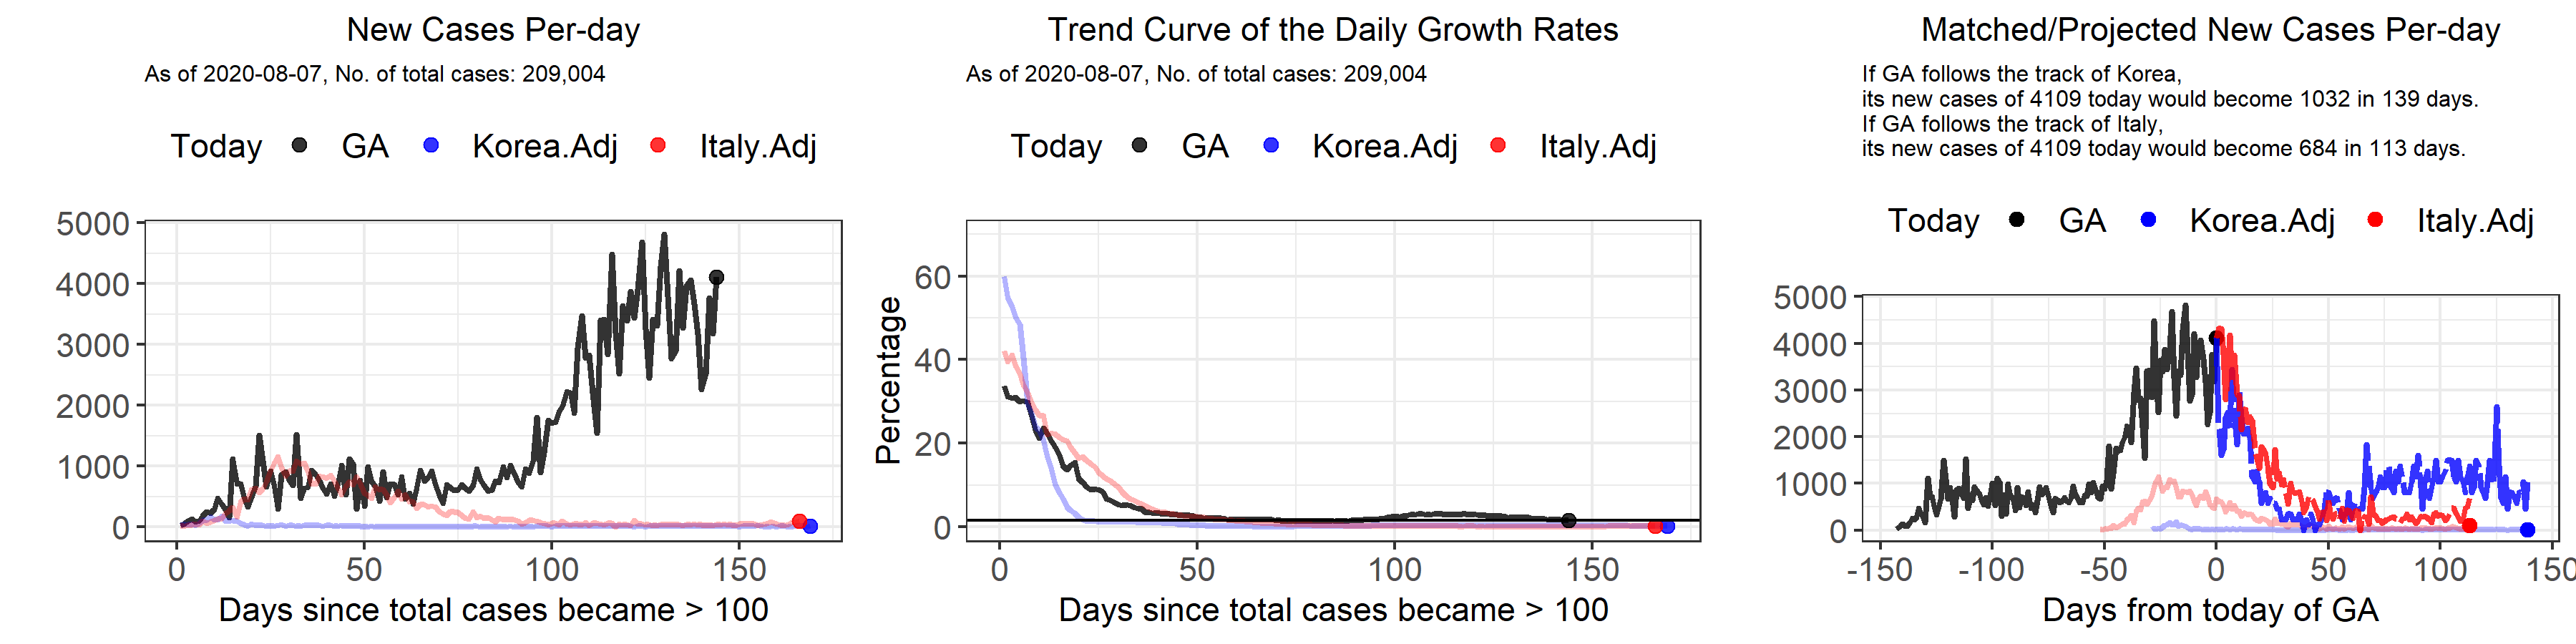 New Cases Per-day
As of 2020-08-07, No. of total cases: 209,004
Today GA Korea.Adj Italy.Adj
5000
4000
3000
2000
1000
0
0 50 100 150
Days since total cases became > 100
Trend Curve of the Daily Growth Rates
As of 2020-08-07, No. of total cases: 209,004
Today GA Korea.Adj Italy.Adj
Percentage
60
40
20
0
0 50 100 150
Days since total cases became > 100
Matched/Projected New Cases Per-day
If GA follows the track of Korea,
its new cases of 4109 today would become 1032 in 139 days.
If GA follows the track of Italy,
its new cases of 4109 today would become 684 in 113 days.
Today GA Korea.Adj Italy.Adj
5000
4000
3000
2000
1000
0
-150 -100 -50 0 50 100 150
Days from today of GA